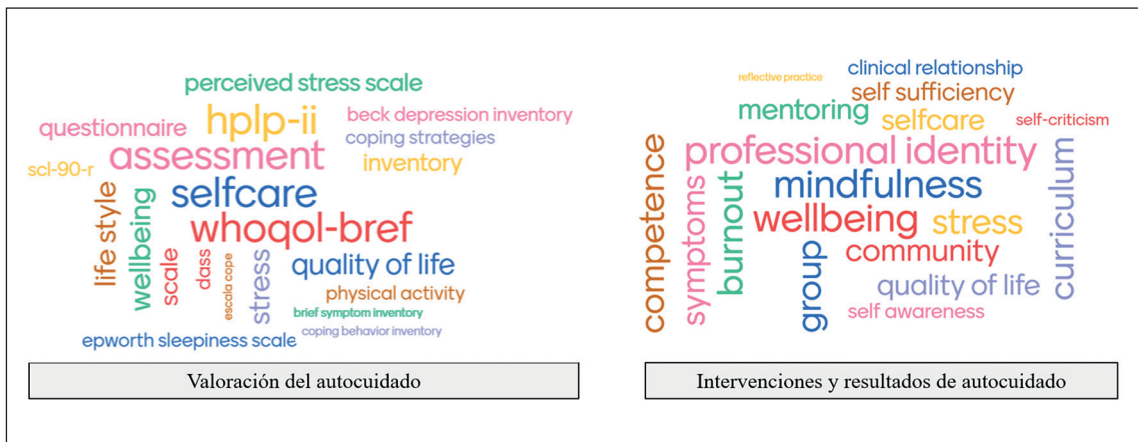 perceived stress scale
hplp-ii
beck depression inventory
questionnaire
coping strategies
assessment
inventory
scl-90-r
selfcare
life style
wellbeing
whoqol-bref
scale
dass
escala cope
stress
quality of life
physical activity
brief symptom inventory
coping behavior inventory
epworth sleepiness scale
Valoración del autocuidado
clinical relationship
reflective practice
self sufficiency
mentoring
selfcare
self-criticism
professional identity
competence
symptoms
burnout
mindfulness
curriculum
wellbeing
stress
group
community
quality of life
self awareness
Intervenciones y resultados de autocuidado